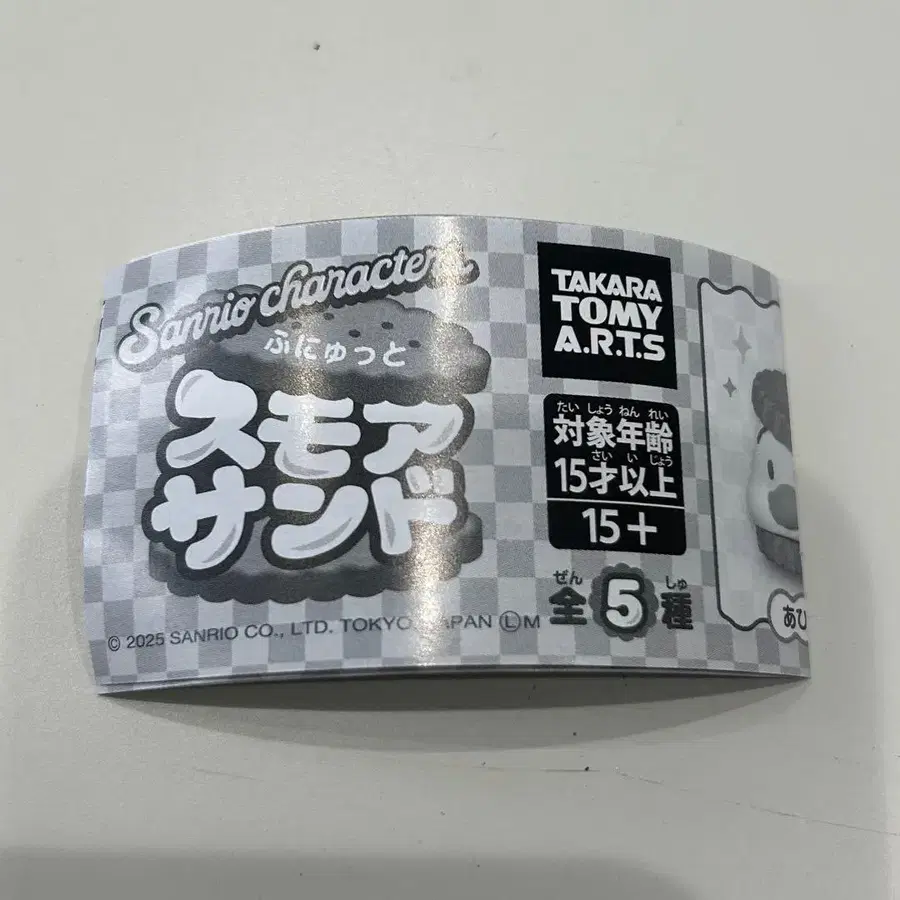 Sanrio characters
ふにゅっと
スモア
サンド
© 2025 SANRIO CO., LTD. TOKYO, JAPAN Ⓛ M
TAKARA
TOMY
A.R.T.S
たい しょう ねん れい
対象年齢
さい い じょう
15才以上
15+
ぜん しゅ
全5種
あひ